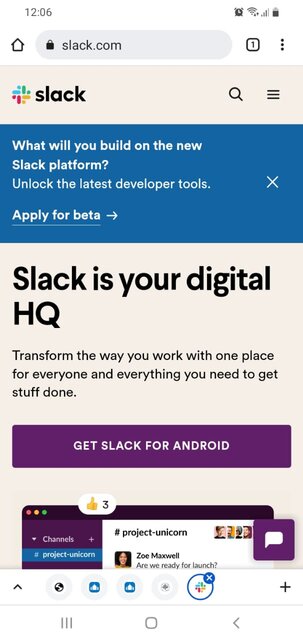 12:06
slack.com
1
slack
What will you build on the new
Slack platform?
Unlock the latest developer tools.
Apply for beta →
Slack is your digital
HQ
Transform the way you work with one place
for everyone and everything you need to get
stuff done.
GET SLACK FOR ANDROID
👍 3
Channels +
# project-unicorn
# project-unicorn
Zoe Maxwell
Are we ready for launch?